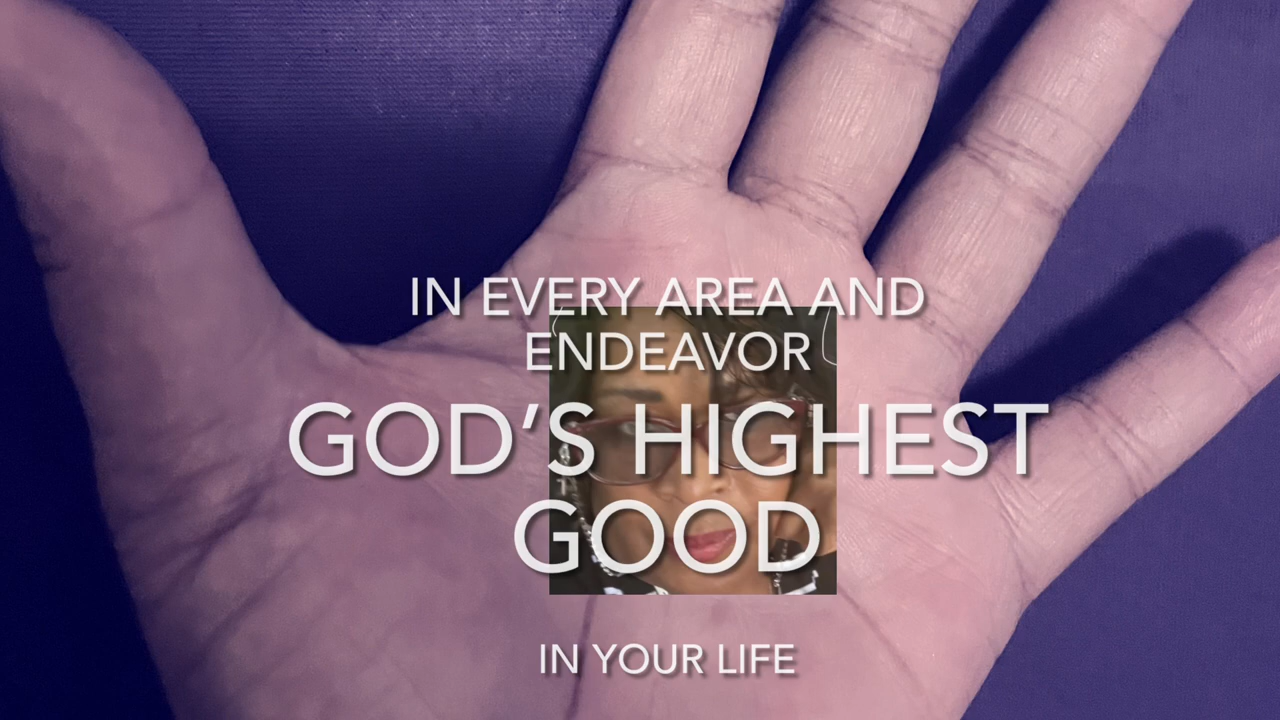 IN EVERY AREA AND
ENDEAVOR
GOD'S HIGHEST
GOOD
IN YOUR LIFE